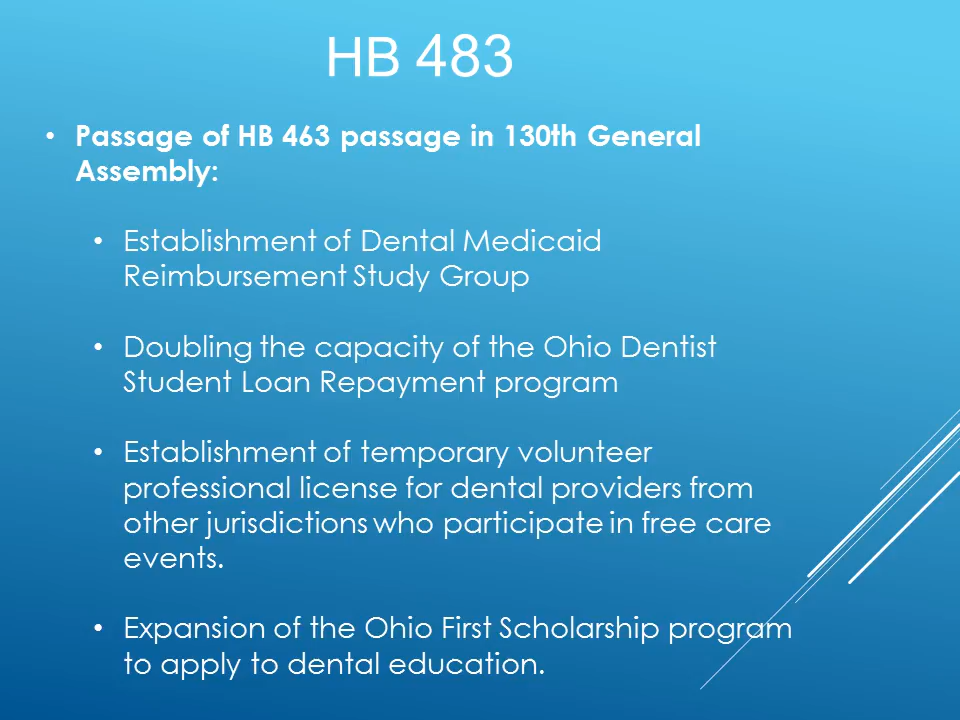 HB 483
• Passage of HB 463 passage in 130th General
Assembly:
• Establishment of Dental Medicaid
Reimbursement Study Group
• Doubling the capacity of the Ohio Dentist
Student Loan Repayment program
• Establishment of temporary volunteer
professional license for dental providers from
other jurisdictions who participate in free care
events.
• Expansion of the Ohio First Scholarship program
to apply to dental education.